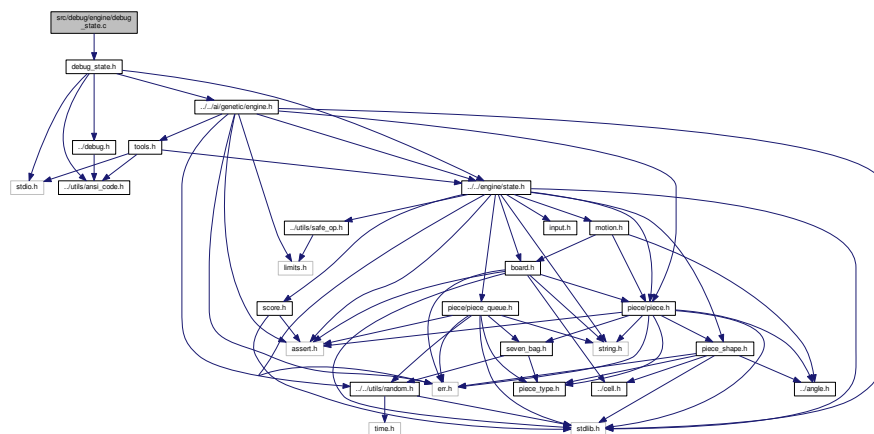 src/debug/engine/debug
_state.c
debug_state.h
../../ai/genetic/engine.h
../debug.h
tools.h
stdio.h
../utils/ansi_code.h
../../engine/state.h
../utils/safe_op.h
input.h
motion.h
limits.h
board.h
score.h
piece/piece_queue.h
piece/piece.h
assert.h
seven_bag.h
string.h
piece_shape.h
../../utils/random.h
err.h
piece_type.h
../cell.h
../angle.h
time.h
stdlib.h